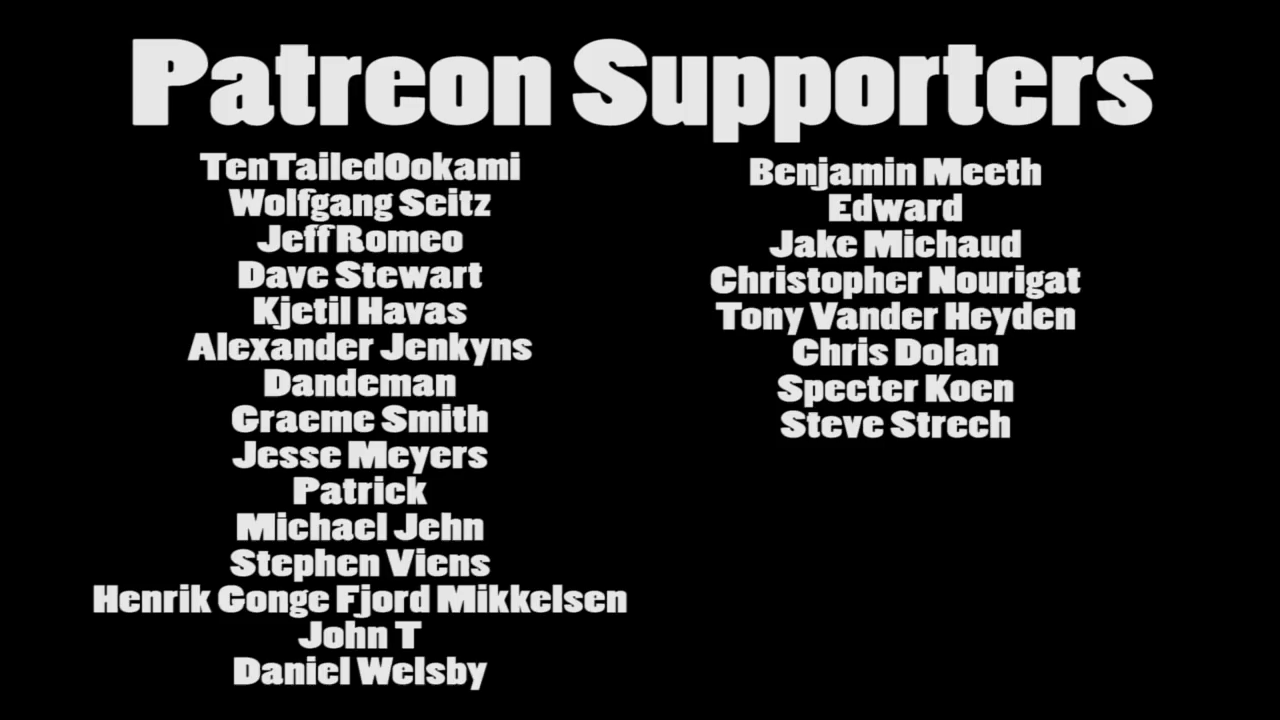 Patreon Supporters
TenTailedOokami
Wolfgang Seitz
Jeff Romeo
Dave Stewart
Kjetil Havas
Alexander Jenkyns
Dandeman
Graeme Smith
Jesse Meyers
Patrick
Michael Jehn
Stephen Viens
Henrik Gonge Fjord Mikkelsen
John T
Daniel Welsby
Benjamin Meeth
Edward
Jake Michaud
Christopher Nourigat
Tony Vander Heyden
Chris Dolan
Specter Koen
Steve Strech